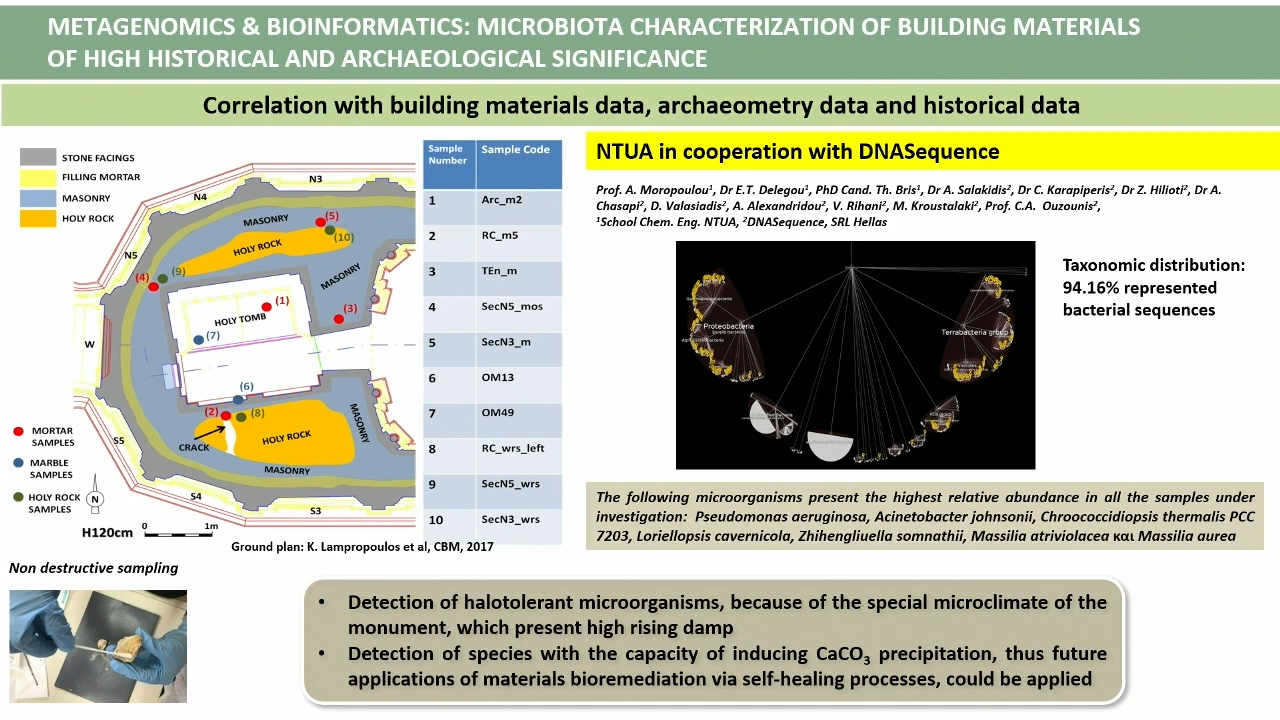 METAGENOMICS & BIOINFORMATICS: MICROBIOTA CHARACTERIZATION OF BUILDING MATERIALS
OF HIGH HISTORICAL AND ARCHAEOLOGICAL SIGNIFICANCE
Correlation with building materials data, archaeometry data and historical data
STONE FACINGS
FILLING MORTAR
MASONRY
HOLY ROCK
N3
N4
N5
W
S5
S4
S3
MASONRY
HOLY ROCK
MASONRY
HOLY TOMB
(5)
(10)
(9)
(4)
(1)
(3)
(7)
(6)
(2)
(8)
CRACK
HOLY ROCK
MASONRY
MASONRY
MORTAR
SAMPLES
MARBLE
SAMPLES
HOLY ROCK
SAMPLES
N
H120cm
0 1m
Ground plan: K. Lampropoulos et al, CBM, 2017
Sample Number Sample Code
1 Arc_m2
2 RC_m5
3 TEn_m
4 SecN5_mos
5 SecN3_m
6 OM13
7 OM49
8 RC_wrs_left
9 SecN5_wrs
10 SecN3_wrs
NTUA in cooperation with DNASequence
Prof. A. Moropoulou¹, Dr E.T. Delegou¹, PhD Cand. Th. Bris¹, Dr A. Salakidis², Dr C. Karapiperis², Dr Z. Hilioti², Dr A.
Chasapi², D. Valasiadis², A. Alexandridou², V. Rihani², M. Kroustalaki², Prof. C.A. Ouzounis²,
¹School Chem. Eng. NTUA, ²DNASequence, SRL Hellas
Proteobacteria
Terrabacteria group
Taxonomic distribution:
94.16% represented
bacterial sequences
The following microorganisms present the highest relative abundance in all the samples under
investigation: Pseudomonas aeruginosa, Acinetobacter johnsonii, Chroococcidiopsis thermalis PCC
7203, Loriellopsis cavernicola, Zhihengliuella somnathii, Massilia atriviolacea και Massilia aurea
Non destructive sampling
• Detection of halotolerant microorganisms, because of the special microclimate of the
monument, which present high rising damp
• Detection of species with the capacity of inducing CaCO₃ precipitation, thus future
applications of materials bioremediation via self-healing processes, could be applied